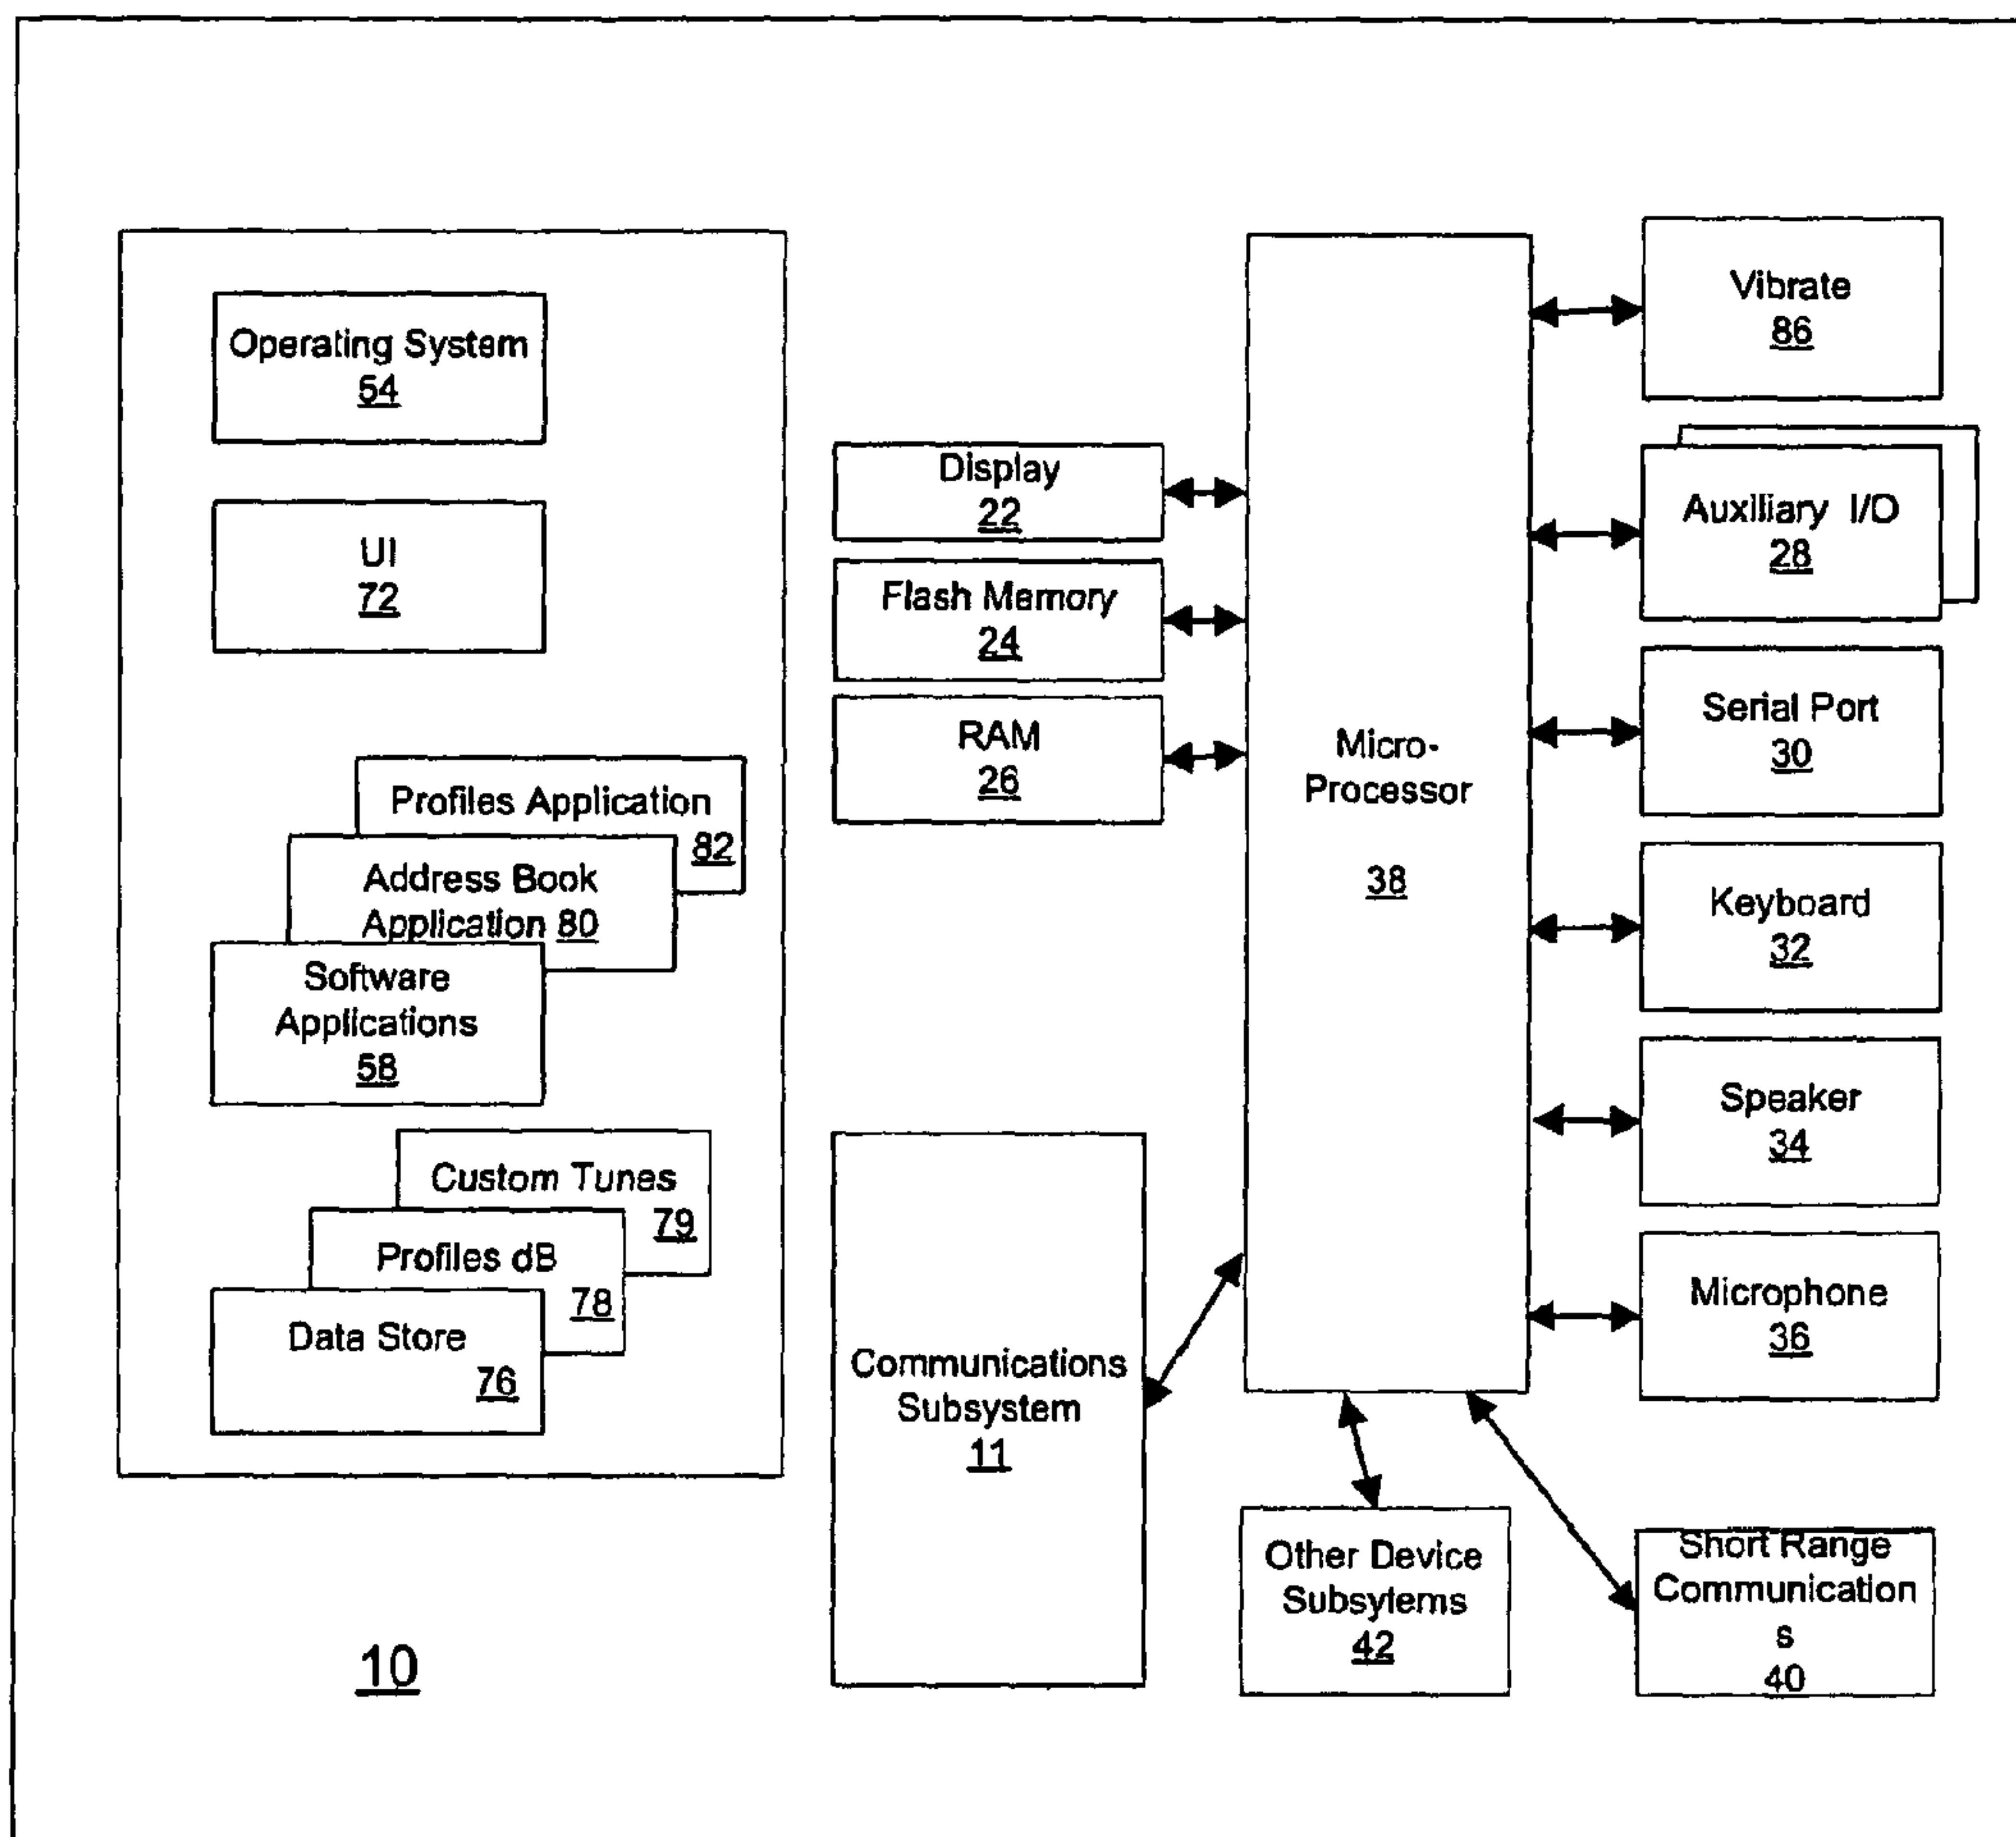 Operating System
54
UI
72
Profiles Application
82
Address Book
Application 80
Software
Applications
58
Custom Tunes
79
Profiles dB
78
Data Store
76
10
Display
22
Flash Memory
24
RAM
26
Communications
Subsystem
11
Micro-
Processor
38
Other Device
Subsytems
42
Vibrate
86
Auxiliary I/O
28
Serial Port
30
Keyboard
32
Speaker
34
Microphone
36
Short Range
Communication
s
40